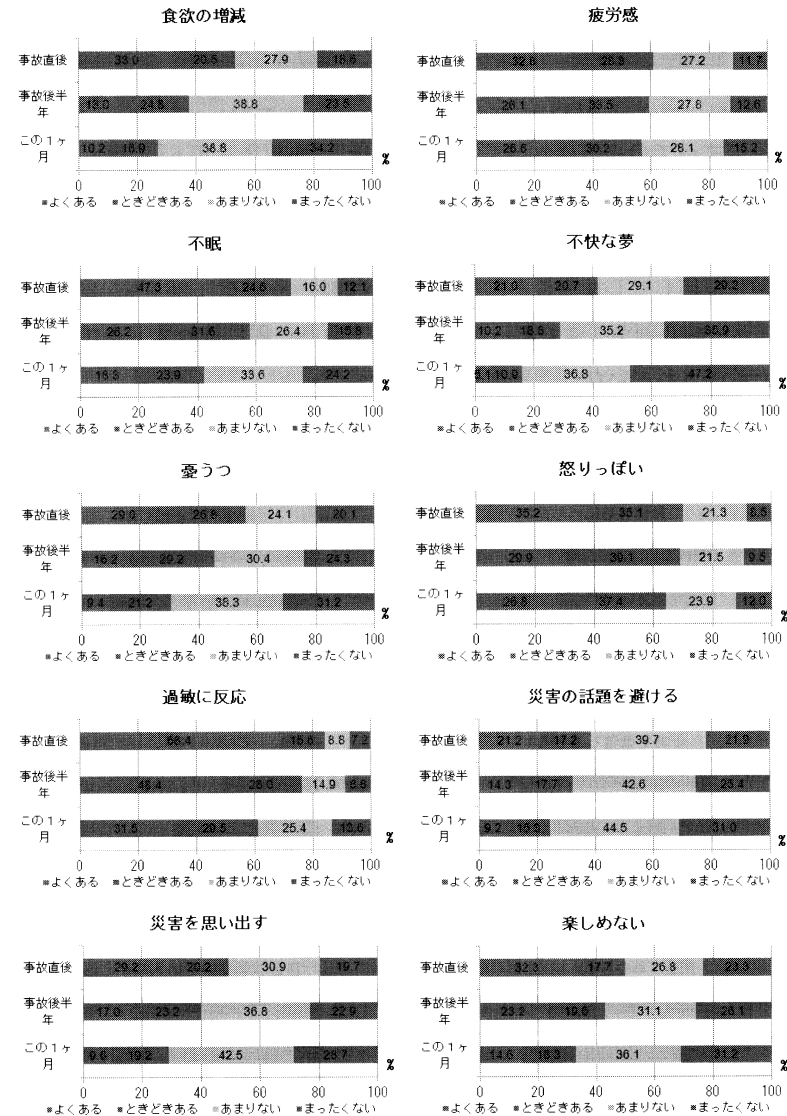 食欲の増減
事故直後 33.0 20.5 27.9 18.6
事故後半
年 13.0 24.8 38.8 23.5
この1ヶ
月 10.2 16.9 38.8 34.2
%
0 20 40 60 80 100
■よくある ■ときどきある ■あまりない ■まったくない
疲労感
事故直後 32.8 28.3 27.2 11.7
事故後半
年 26.1 33.5 27.8 12.6
この1ヶ
月 26.6 30.2 28.1 15.2
%
0 20 40 60 80 100
■よくある ■ときどきある ■あまりない ■まったくない
不眠
事故直後 47.3 24.6 16.0 12.1
事故後半
年 26.2 31.6 26.4 15.8
この1ヶ
月 18.3 23.9 33.6 24.2
%
0 20 40 60 80 100
■よくある ■ときどきある ■あまりない ■まったくない
不快な夢
事故直後 21.0 20.7 29.1 29.2
事故後半
年 10.2 18.6 35.2 35.9
この1ヶ
月 5.1 10.9 36.8 47.2
%
0 20 40 60 80 100
■よくある ■ときどきある ■あまりない ■まったくない
憂うつ
事故直後 29.0 26.8 24.1 20.1
事故後半
年 16.2 29.2 30.4 24.3
この1ヶ
月 9.4 21.2 38.3 31.2
%
0 20 40 60 80 100
■よくある ■ときどきある ■あまりない ■まったくない
怒りっぽい
事故直後 35.2 35.1 21.3 8.5
事故後半
年 29.9 39.1 21.5 9.5
この1ヶ
月 26.8 37.4 23.9 12.0
%
0 20 40 60 80 100
■よくある ■ときどきある ■あまりない ■まったくない
過敏に反応
事故直後 68.4 15.6 8.8 7.2
事故後半
年 48.4 28.0 14.9 8.8
この1ヶ
月 31.5 29.5 25.4 13.6
%
0 20 40 60 80 100
■よくある ■ときどきある ■あまりない ■まったくない
災害の話題を避ける
事故直後 21.2 17.2 39.7 21.9
事故後半
年 14.3 17.7 42.6 25.4
この1ヶ
月 9.2 15.3 44.5 31.0
%
0 20 40 60 80 100
■よくある ■ときどきある ■あまりない ■まったくない
災害を思い出す
事故直後 29.2 20.2 30.9 19.7
事故後半
年 17.0 23.2 36.8 22.9
この1ヶ
月 9.6 19.2 42.5 28.7
%
0 20 40 60 80 100
■よくある ■ときどきある ■あまりない ■まったくない
楽しめない
事故直後 32.3 17.7 26.8 23.3
事故後半
年 23.2 19.6 31.1 26.1
この1ヶ
月 14.6 18.3 36.1 31.2
%
0 20 40 60 80 100
■よくある ■ときどきある ■あまりない ■まったくない